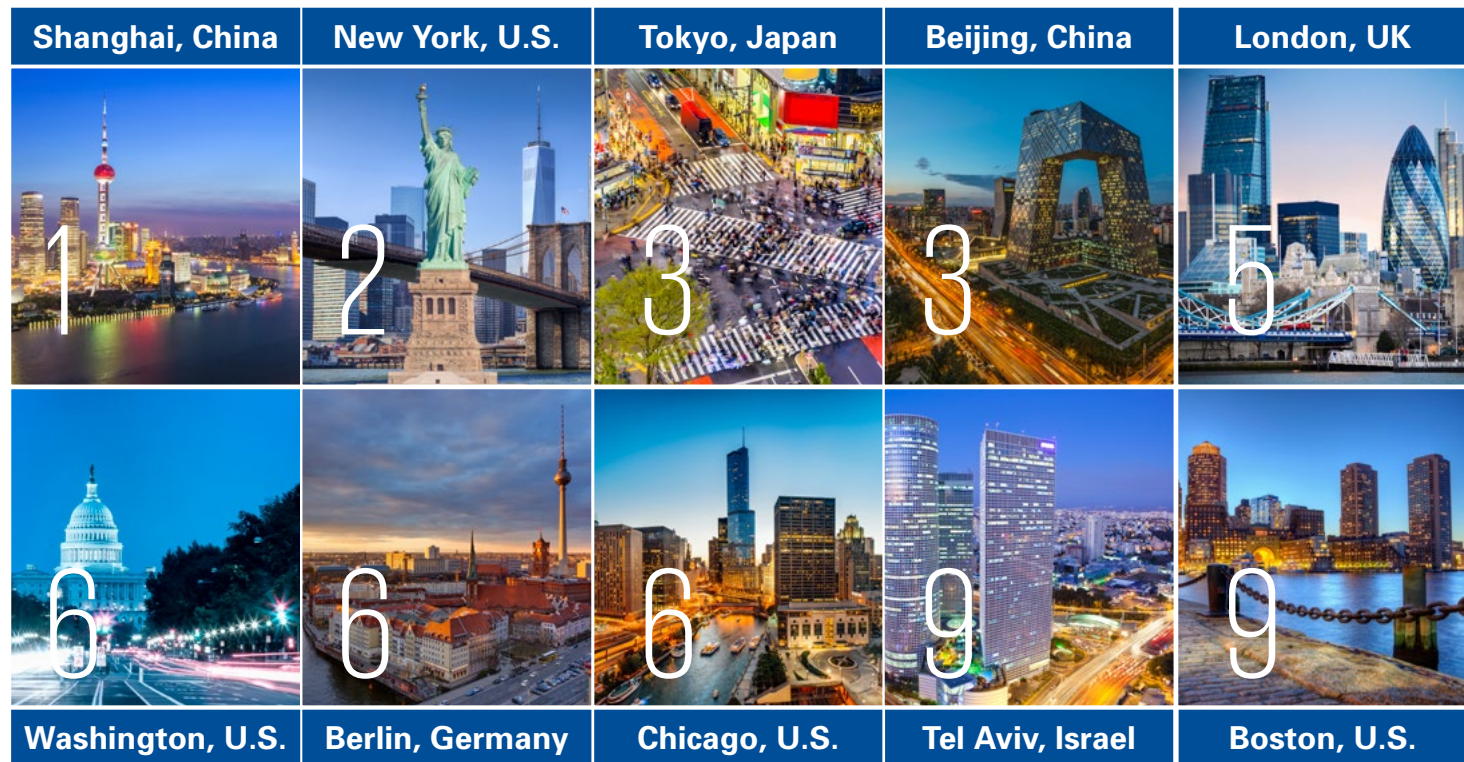 Shanghai, China
New York, U.S.
Tokyo, Japan
Beijing, China
London, UK
1
2
3
3
5
6
6
6
9
9
Washington, U.S.
Berlin, Germany
Chicago, U.S.
Tel Aviv, Israel
Boston, U.S.